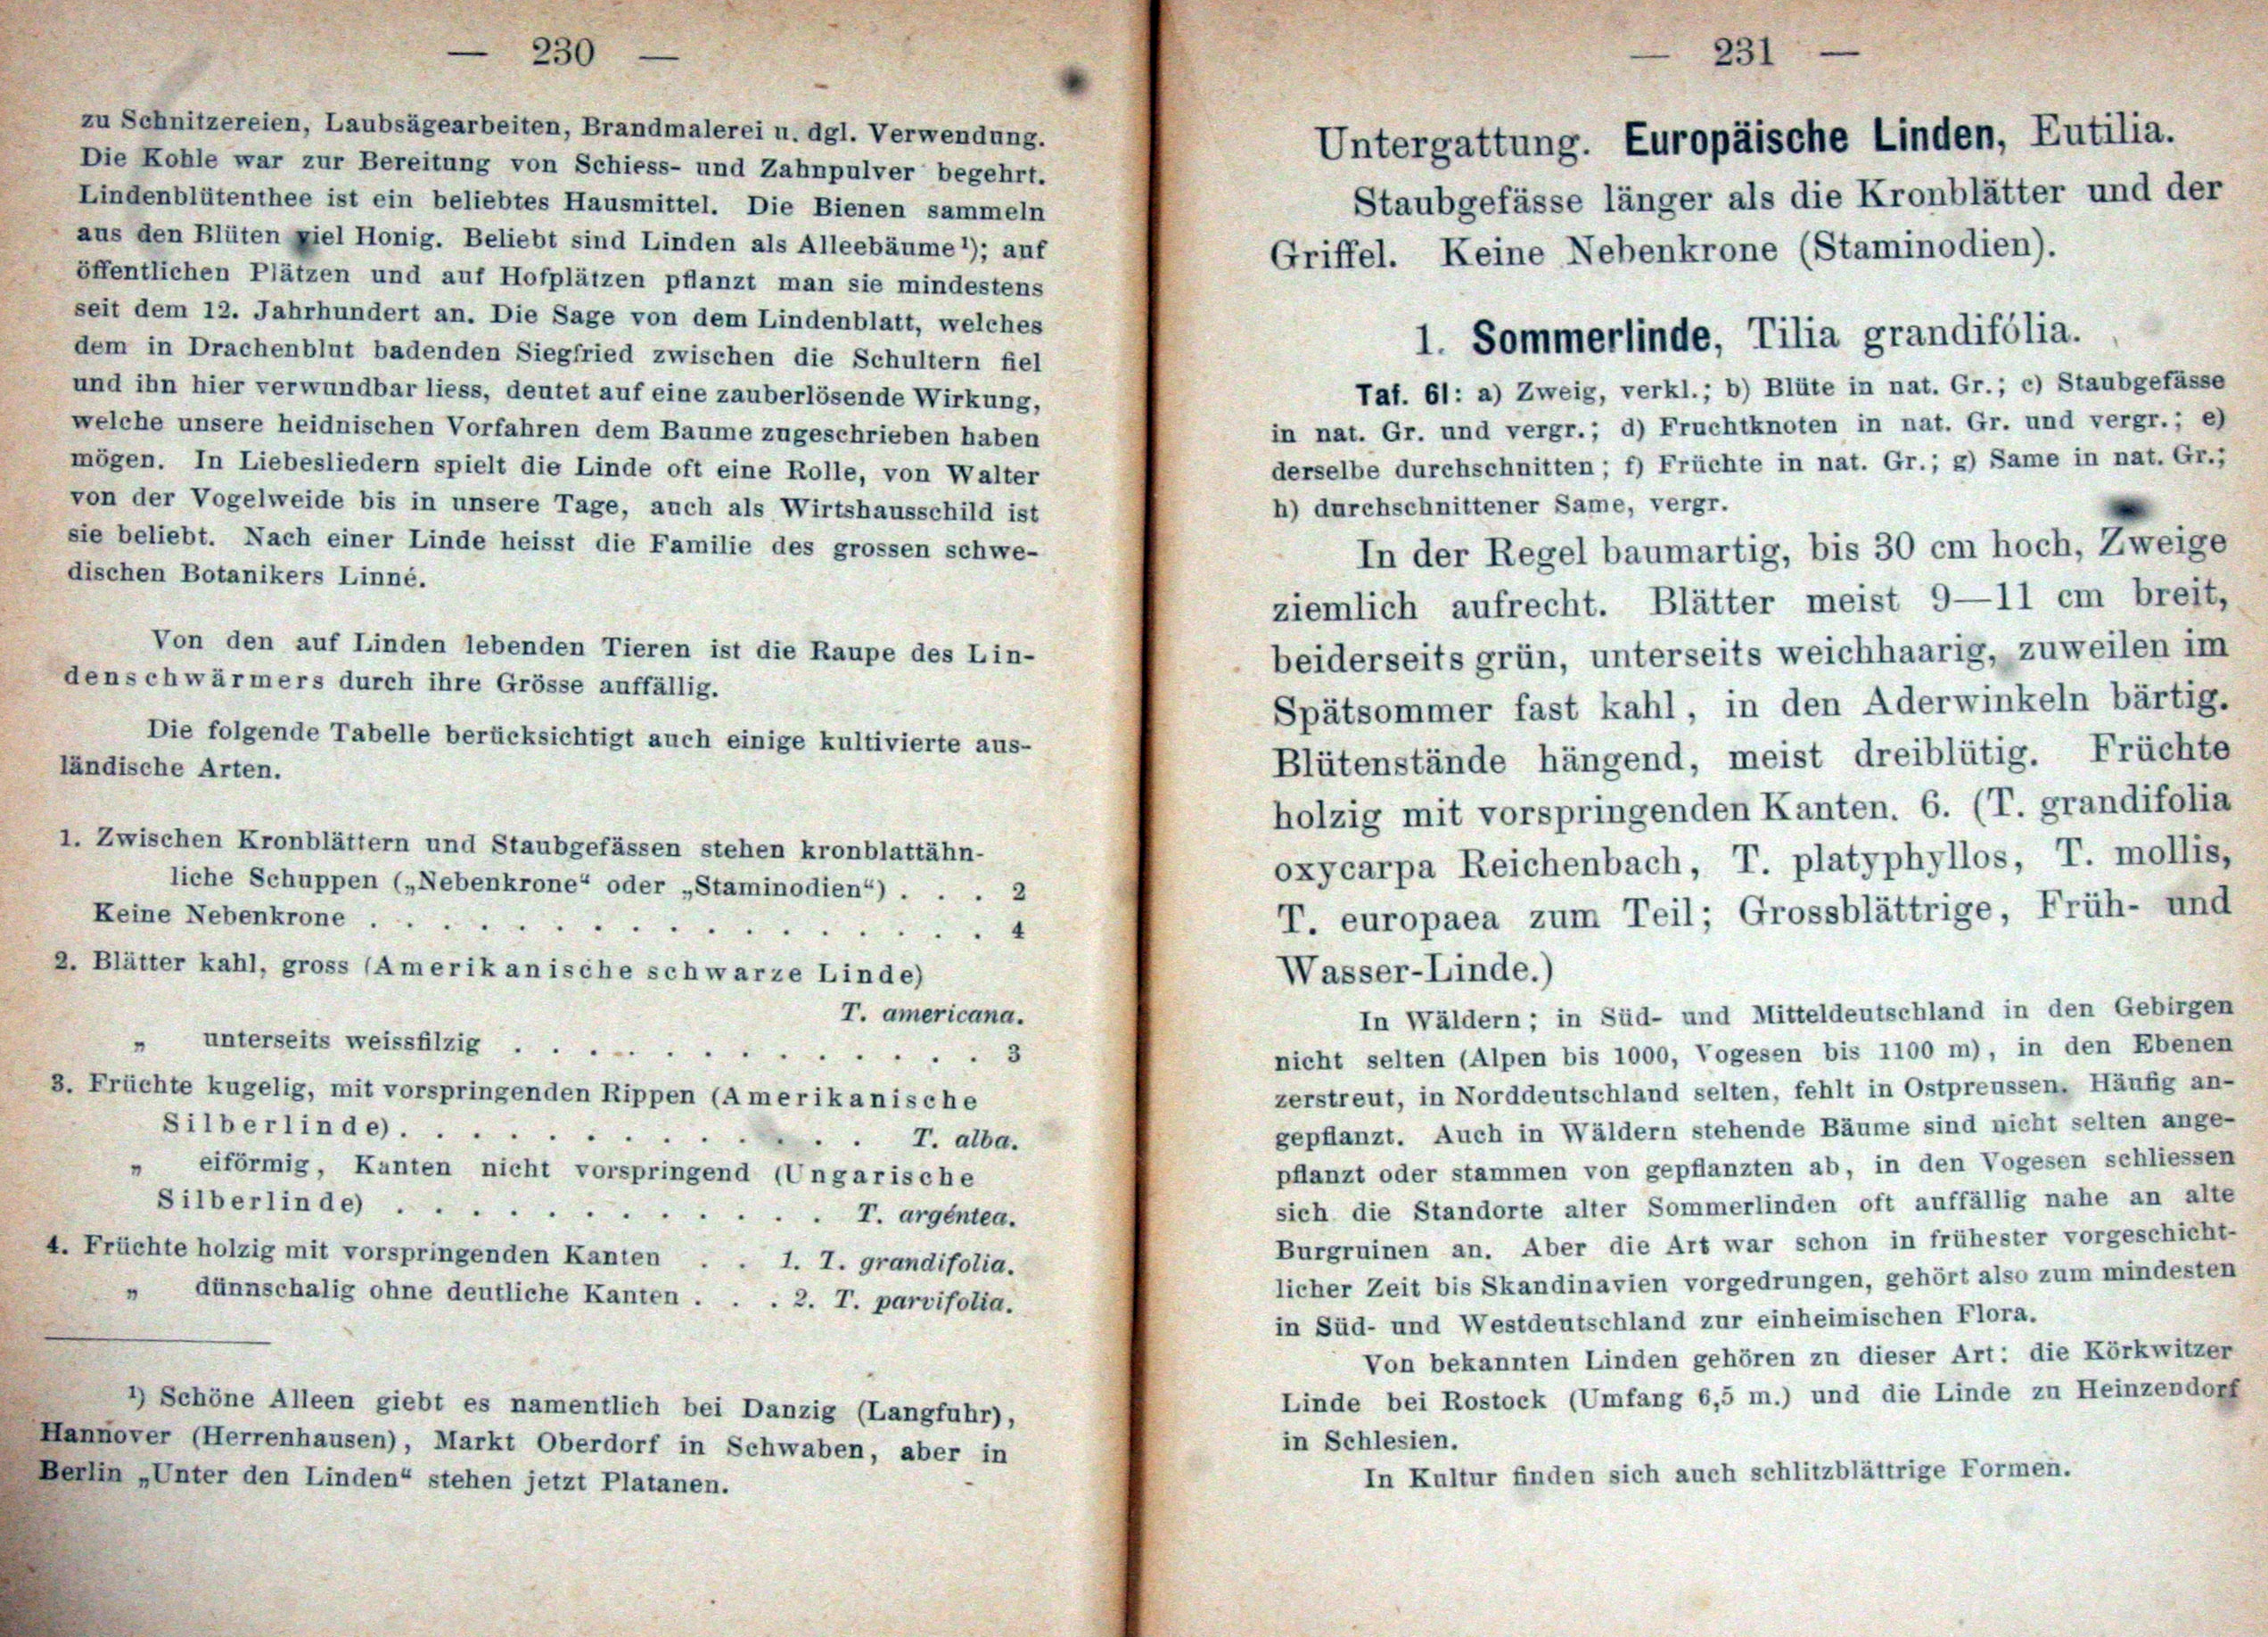 — 230 —
zu Schnitzereien, Laubsägearbeiten, Brandmalerei u. dgl. Verwendung.
Die Kohle war zur Bereitung von Schiess- und Zahnpulver begehrt.
Lindenblütenthee ist ein beliebtes Hausmittel. Die Bienen sammeln
aus den Blüten viel Honig. Beliebt sind Linden als Alleebäume¹); auf
öffentlichen Plätzen und auf Hofplätzen pflanzt man sie mindestens
seit dem 12. Jahrhundert an. Die Sage von dem Lindenblatt, welches
dem in Drachenblut badenden Siegfried zwischen die Schultern fiel
und ihn hier verwundbar liess, deutet auf eine zauberlösende Wirkung,
welche unsere heidnischen Vorfahren dem Baume zugeschrieben haben
mögen. In Liebesliedern spielt die Linde oft eine Rolle, von Walter
von der Vogelweide bis in unsere Tage, auch als Wirtshausschild ist
sie beliebt. Nach einer Linde heisst die Familie des grossen schwe-
dischen Botanikers Linné.
Von den auf Linden lebenden Tieren ist die Raupe des Lin-
denschwärmers durch ihre Grösse auffällig.
Die folgende Tabelle berücksichtigt auch einige kultivierte aus-
ländische Arten.
1. Zwischen Kronblättern und Staubgefässen stehen kronblattähn-
liche Schuppen („Nebenkrone“ oder „Staminodien“) . . . 2
Keine Nebenkrone . . . . . . . . . . . . . . . . . 4
2. Blätter kahl, gross (Amerikanische schwarze Linde)
T. americana.
„ unterseits weissfilzig . . . . . . . . . . . . . 3
3. Früchte kugelig, mit vorspringenden Rippen (Amerikanische
Silberlinde). . . . . . . . . . . . . T. alba.
„ eiförmig, Kanten nicht vorspringend (Ungarische
Silberlinde) . . . . . . . . . . . . T. argéntea.
4. Früchte holzig mit vorspringenden Kanten . . 1. T. grandifolia.
„ dünnschalig ohne deutliche Kanten . . . 2. T. parvifolia.
¹) Schöne Alleen giebt es namentlich bei Danzig (Langfuhr),
Hannover (Herrenhausen), Markt Oberdorf in Schwaben, aber in
Berlin „Unter den Linden“ stehen jetzt Platanen.
— 231 —
Untergattung. Europäische Linden, Eutilia.
Staubgefässe länger als die Kronblätter und der
Griffel. Keine Nebenkrone (Staminodien).
1. Sommerlinde, Tilia grandifólia.
Taf. 61: a) Zweig, verkl.; b) Blüte in nat. Gr.; c) Staubgefässe
in nat. Gr. und vergr.; d) Fruchtknoten in nat. Gr. und vergr.; e)
derselbe durchschnitten; f) Früchte in nat. Gr.; g) Same in nat. Gr.;
h) durchschnittener Same, vergr.
In der Regel baumartig, bis 30 cm hoch, Zweige
ziemlich aufrecht. Blätter meist 9—11 cm breit,
beiderseits grün, unterseits weichhaarig, zuweilen im
Spätsommer fast kahl, in den Aderwinkeln bärtig.
Blütenstände hängend, meist dreiblütig. Früchte
holzig mit vorspringenden Kanten. 6. (T. grandifolia
oxycarpa Reichenbach, T. platyphyllos, T. mollis,
T. europaea zum Teil; Grossblättrige, Früh- und
Wasser-Linde.)
In Wäldern; in Süd- und Mitteldeutschland in den Gebirgen
nicht selten (Alpen bis 1000, Vogesen bis 1100 m), in den Ebenen
zerstreut, in Norddeutschland selten, fehlt in Ostpreussen. Häufig an-
gepflanzt. Auch in Wäldern stehende Bäume sind nicht selten ange-
pflanzt oder stammen von gepflanzten ab, in den Vogesen schliessen
sich die Standorte alter Sommerlinden oft auffällig nahe an alte
Burgruinen an. Aber die Art war schon in frühester vorgeschicht-
licher Zeit bis Skandinavien vorgedrungen, gehört also zum mindesten
in Süd- und Westdeutschland zur einheimischen Flora.
Von bekannten Linden gehören zu dieser Art: die Körkwitzer
Linde bei Rostock (Umfang 6,5 m.) und die Linde zu Heinzendorf
in Schlesien.
In Kultur finden sich auch schlitzblättrige Formen.